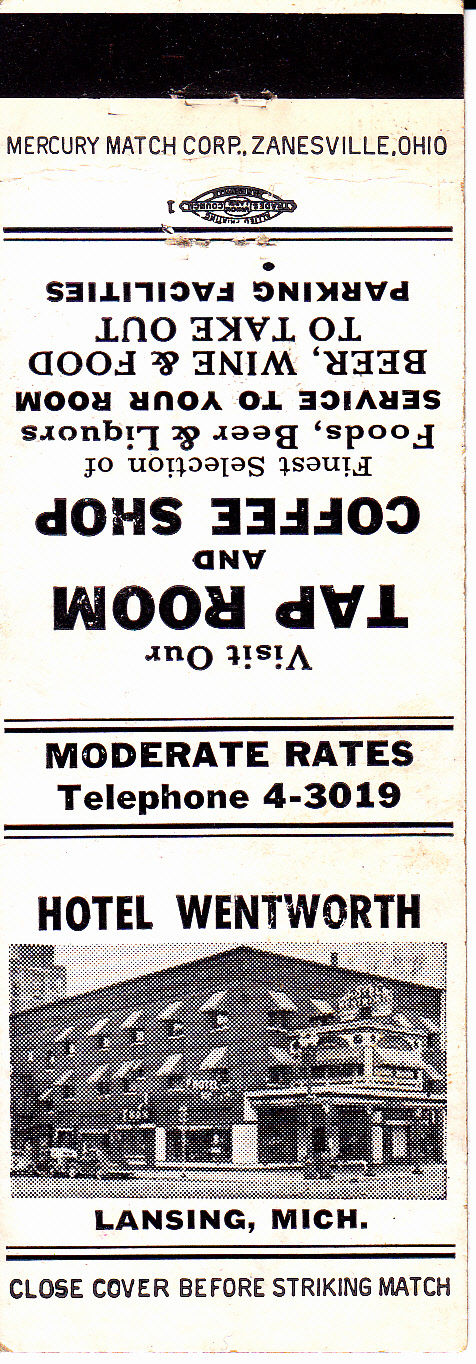 MERCURY MATCH CORP., ZANESVILLE, OHIO
1
Visit Our
TAP ROOM
AND
COFFEE SHOP
Finest Selection of
Foods, Beer & Liquors
SERVICE TO YOUR ROOM
BEER, WINE & FOOD
TO TAKE OUT
PARKING FACILITIES
MODERATE RATES
Telephone 4-3019
HOTEL WENTWORTH
HOTEL
LANSING, MICH.
CLOSE COVER BEFORE STRIKING MATCH